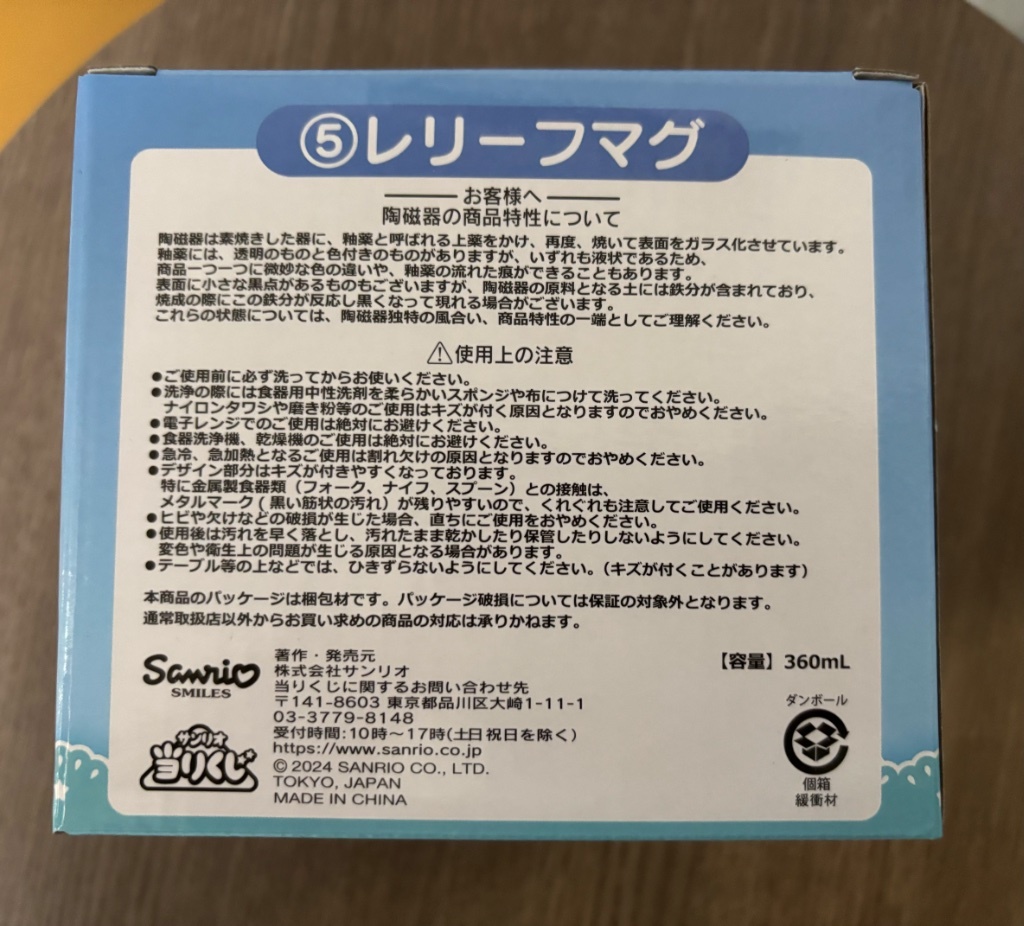 ⑤レリーフマグ
お客様へ
陶磁器の商品特性について
陶磁器は素焼きした器に、釉薬と呼ばれる上薬をかけ、再度、焼いて表面をガラス化させています。
釉薬には、透明のものと色付きのものがありますが、いずれも液状であるため、
商品一つ一つに微妙な色の違いや、釉薬の流れた痕ができることもあります。
表面に小さな黒点があるものもございますが、陶磁器の原料となる土には鉄分が含まれており、
焼成の際にこの鉄分が反応し黒くなって現れる場合がございます。
これらの状態については、陶磁器独特の風合い、商品特性の一端としてご理解ください。
⚠使用上の注意
●ご使用前に必ず洗ってからお使いください。
●洗浄の際には食器用中性洗剤を柔らかいスポンジや布につけて洗ってください。
ナイロンタワシや磨き粉等のご使用はキズが付く原因となりますのでおやめください。
●電子レンジでのご使用は絶対にお避けください。
●食器洗浄機、乾燥機のご使用は絶対にお避けください。
●急冷、急加熱となるご使用は割れ欠けの原因となりますのでおやめください。
●デザイン部分はキズが付きやすくなっております。
特に金属製食器類（フォーク、ナイフ、スプーン）との接触は、
メタルマーク(黒い筋状の汚れ）が残りやすいので、くれぐれも注意してご使用ください。
●ヒビや欠けなどの破損が生じた場合、直ちにご使用をおやめください。
●使用後は汚れを早く落とし、汚れたまま乾かしたり保管したりしないようにしてください。
変色や衛生上の問題が生じる原因となる場合があります。
●テーブル等の上などでは、ひきずらないようにしてください。（キズが付くことがあります）
本商品のパッケージは梱包材です。パッケージ破損については保証の対象外となります。
通常取扱店以外からお買い求めの商品の対応は承りかねます。
Sanrio
SMILES
サンリオ
当りくじ
著作・発売元
株式会社サンリオ
当りくじに関するお問い合わせ先
〒141-8603 東京都品川区大崎1-11-1
03-3779-8148
受付時間:10時～17時(土日祝日を除く)
https://www.sanrio.co.jp
© 2024 SANRIO CO., LTD.
TOKYO, JAPAN
MADE IN CHINA
【容量】360mL
ダンボール
個箱
緩衝材